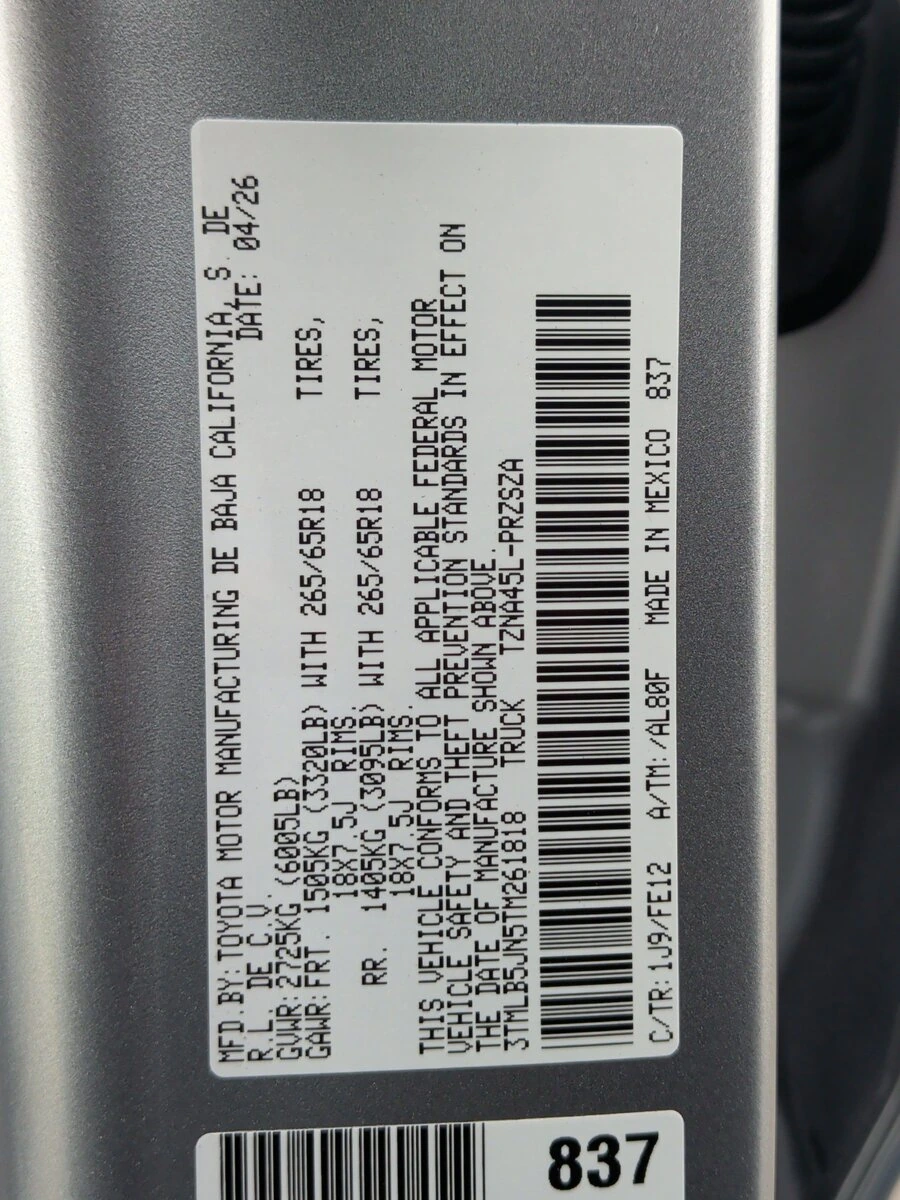 MFD.BY:TOYOTA MOTOR MANUFACTURING DE BAJA CALIFORNIA, S. DE
R.L. DE C.V. DATE: 04/26
GVWR:2725KG (6005LB)
GAWR:FRT. 1505KG (3320LB) WITH 265/65R18 TIRES,
18X7.5J RIMS
RR. 1405KG (3095LB) WITH 265/65R18 TIRES,
18X7.5J RIMS.
THIS VEHICLE CONFORMS TO ALL APPLICABLE FEDERAL MOTOR
VEHICLE SAFETY AND THEFT PREVENTION STANDARDS IN EFFECT ON
THE DATE OF MANUFACTURE SHOWN ABOVE.
3TMLB5JN5TM261818 TRUCK TZNA45L-PRZSZA
C/TR:1J9/FE12 A/TM:/AL80F MADE IN MEXICO 837
837